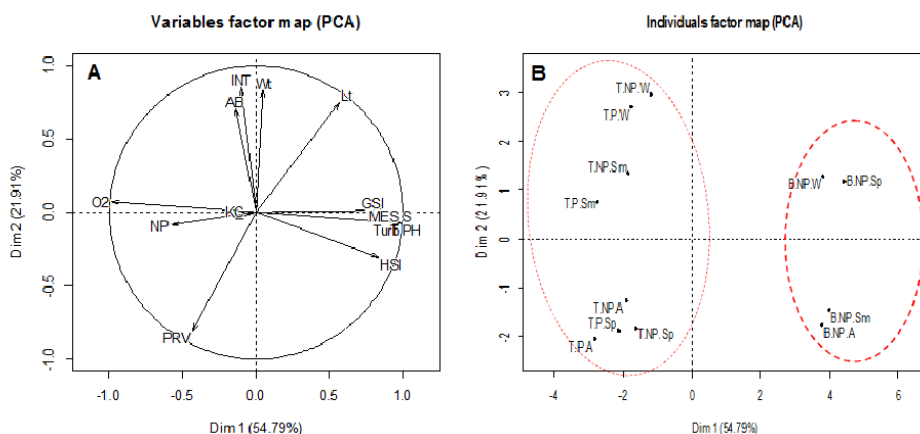 Variables factor map (PCA)
A
INT
Wt
AB
Lt
O2
KC
GSI
NP
MES S
Turb PH
HSI
PRV
1.0
0.5
0.0
-0.5
-1.0
Dim 2 (21.91%)
-1.0 -0.5 0.0 0.5 1.0
Dim 1 (54.79%)
Individuals factor map (PCA)
B
T.NP.W
T.P.W
T.NP.Sm
T.P.Sm
B.NP.W
B.NP.Sp
T.NP.A
T.P.Sp
T.NP.Sp
T.P.A
B.NP.Sm
B.NP.A
3
2
1
0
-1
-2
Dim 2 (21.91%)
-4 -2 0 2 4 6
Dim 1 (54.79%)